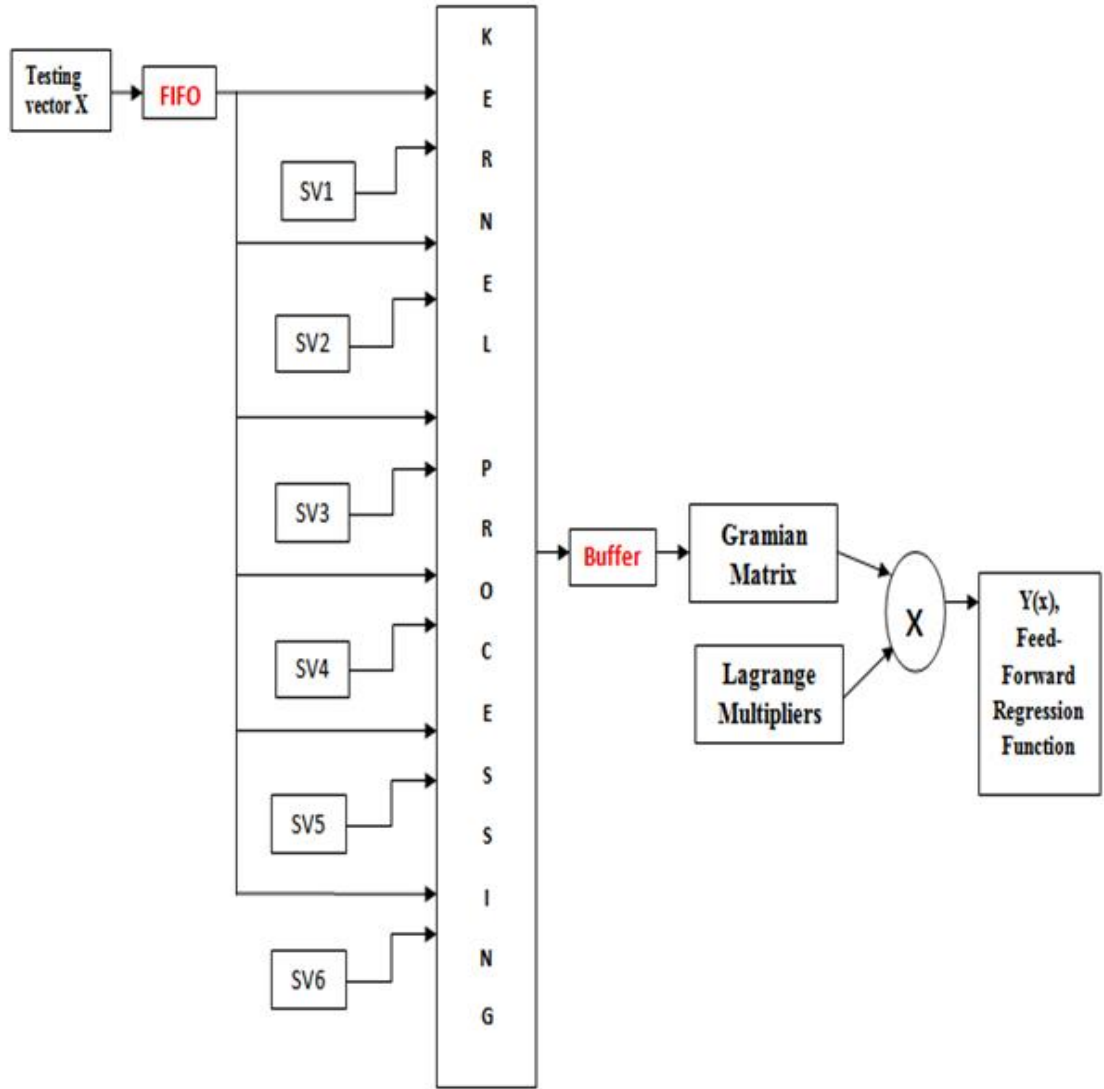 Testing
vector X
FIFO
SV1
SV2
SV3
SV4
SV5
SV6
K
E
R
N
E
L
P
R
O
C
E
S
S
I
N
G
Buffer
Gramian
Matrix
Lagrange
Multipliers
X
Y(x),
Feed-
Forward
Regression
Function